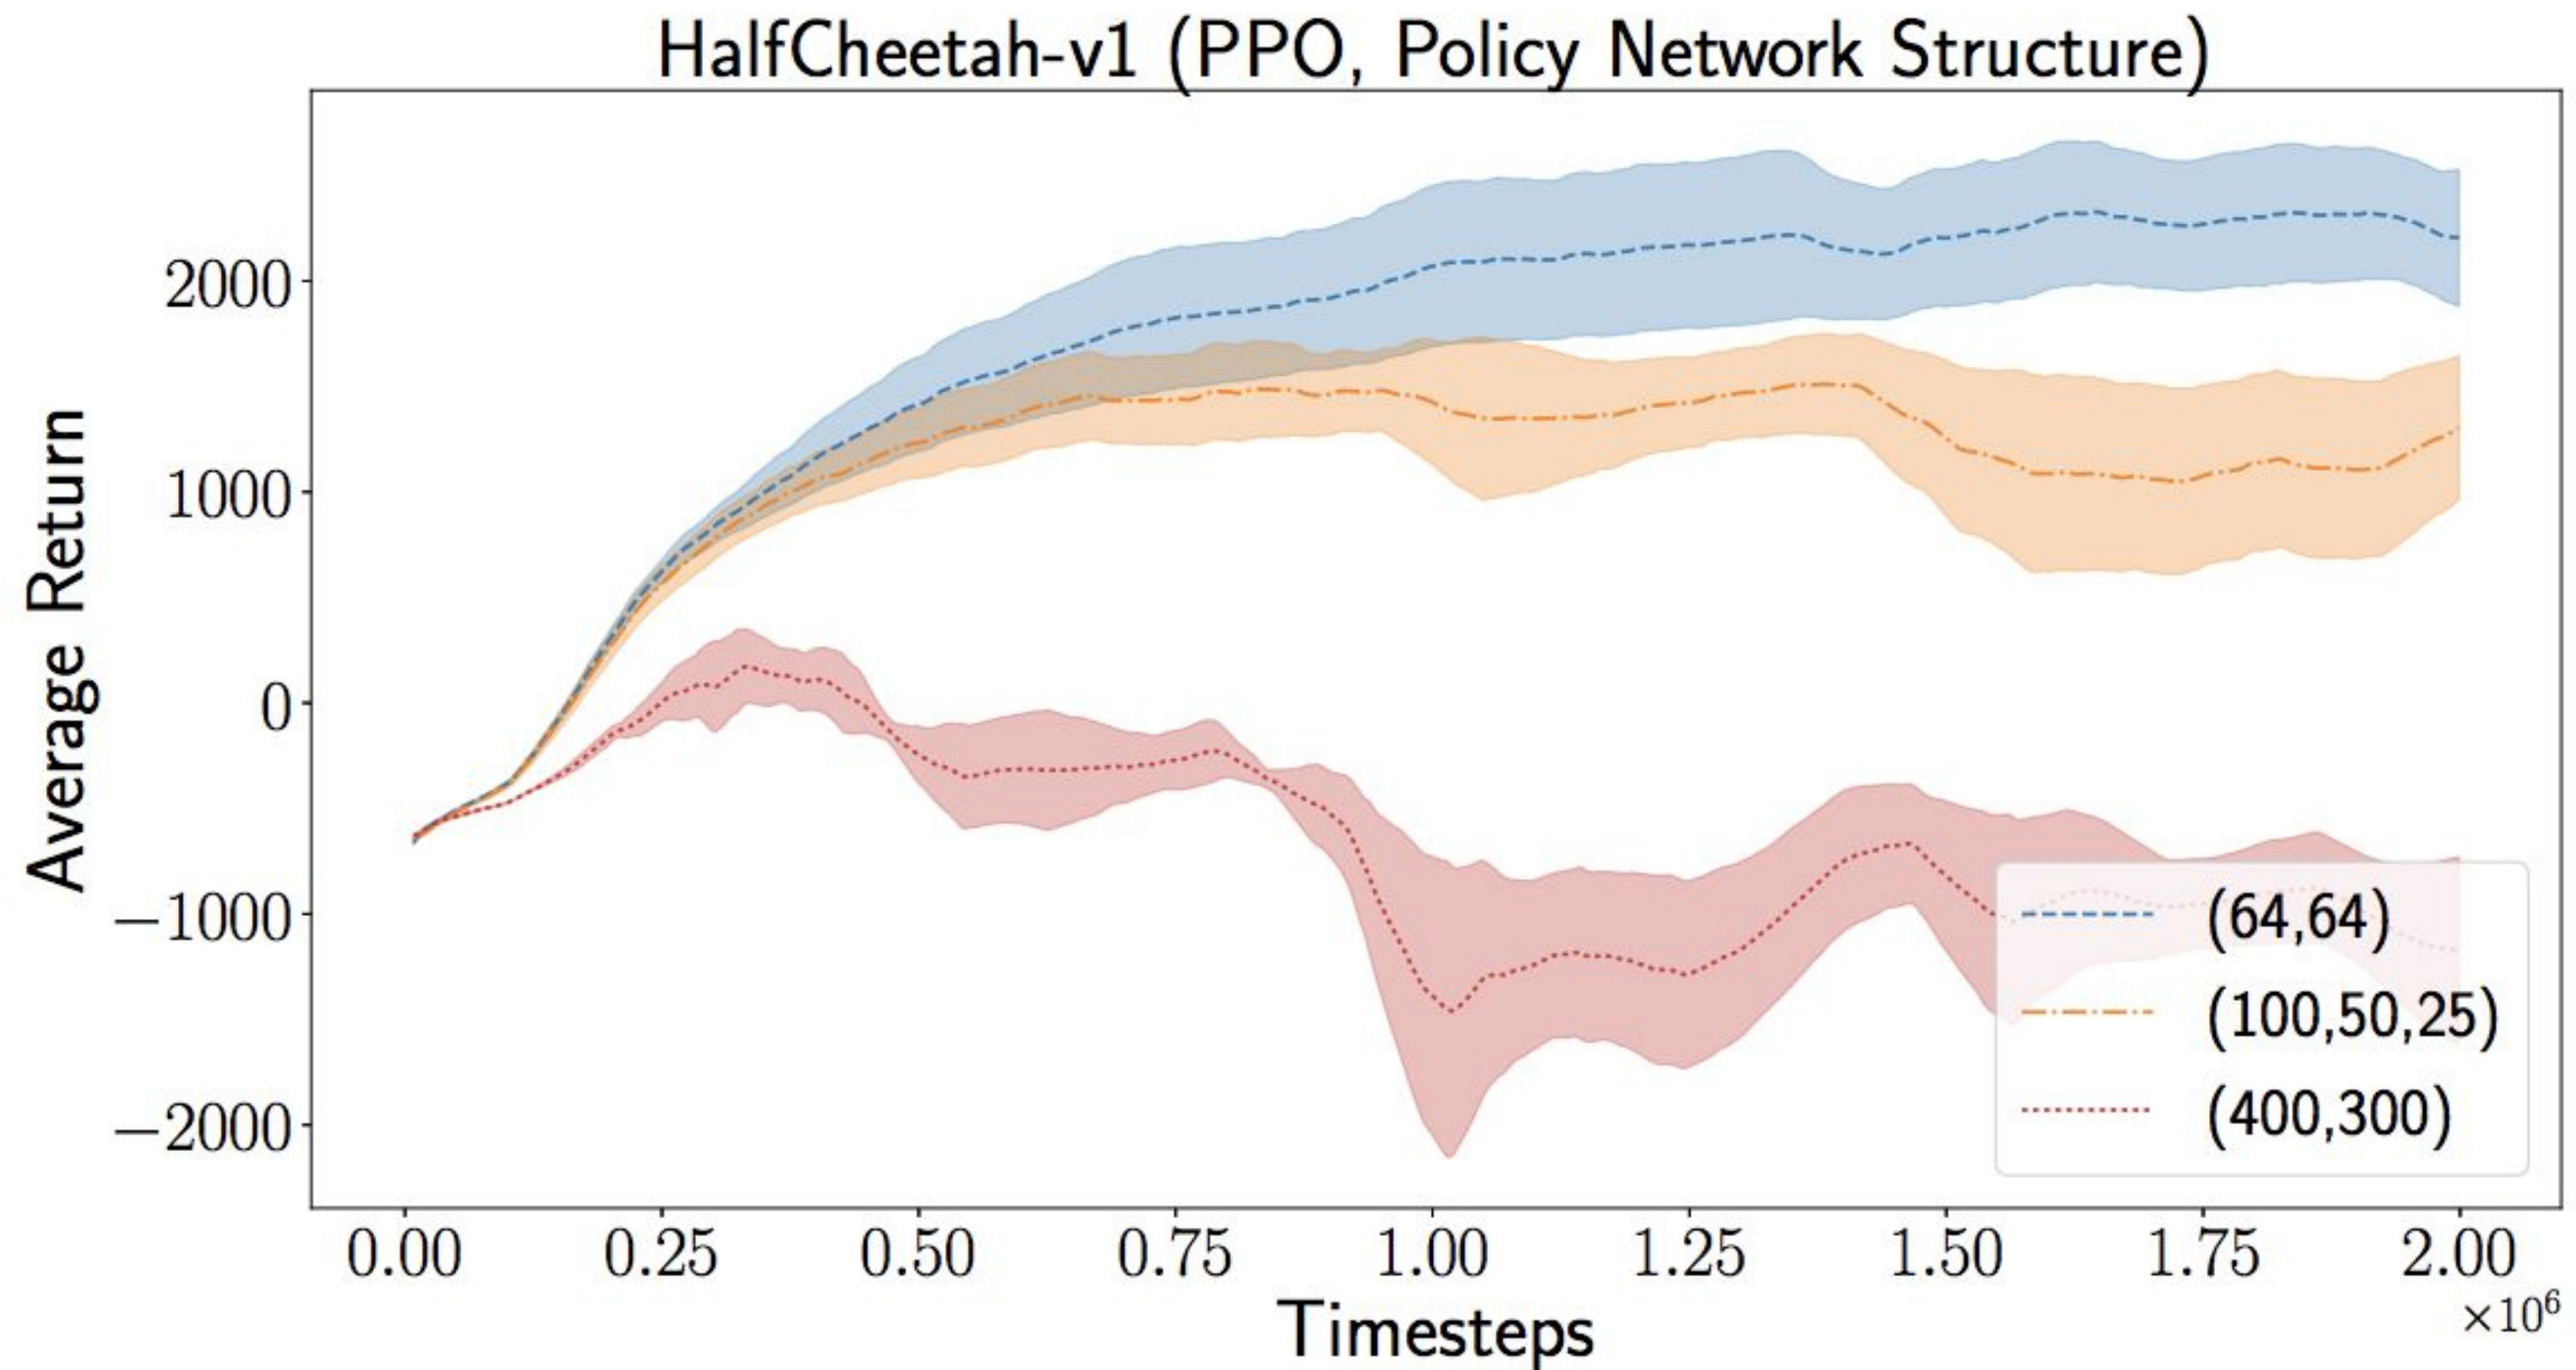 HalfCheetah-v1 (PPO, Policy Network Structure)
Average Return
2000
1000
0
−1000
−2000
(64,64)
(100,50,25)
(400,300)
0.00 0.25 0.50 0.75 1.00 1.25 1.50 1.75 2.00
×10⁶
Timesteps